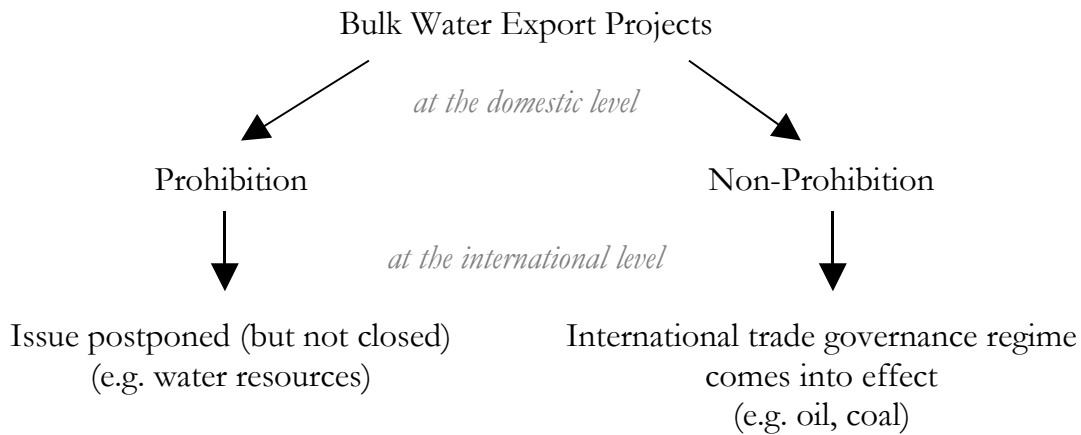 Bulk Water Export Projects
at the domestic level
Prohibition
Non-Prohibition
at the international level
Issue postponed (but not closed)
(e.g. water resources)
International trade governance regime
comes into effect
(e.g. oil, coal)